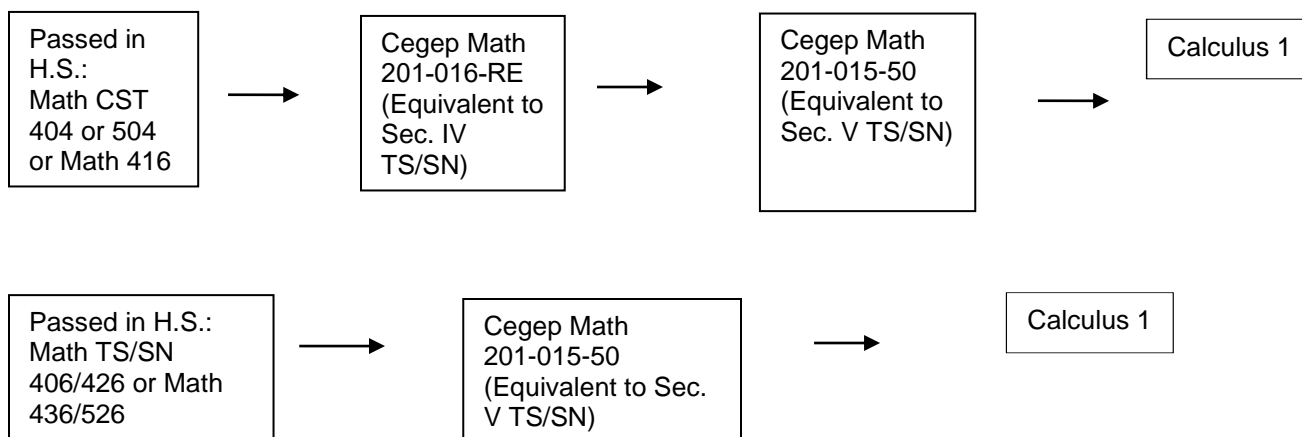 Passed in
H.S.:
Math CST
404 or 504
or Math 416
Cegep Math
201-016-RE
(Equivalent to
Sec. IV
TS/SN)
Cegep Math
201-015-50
(Equivalent to
Sec. V TS/SN)
Calculus 1
Passed in H.S.:
Math TS/SN
406/426 or Math
436/526
Cegep Math
201-015-50
(Equivalent to Sec.
V TS/SN)
Calculus 1